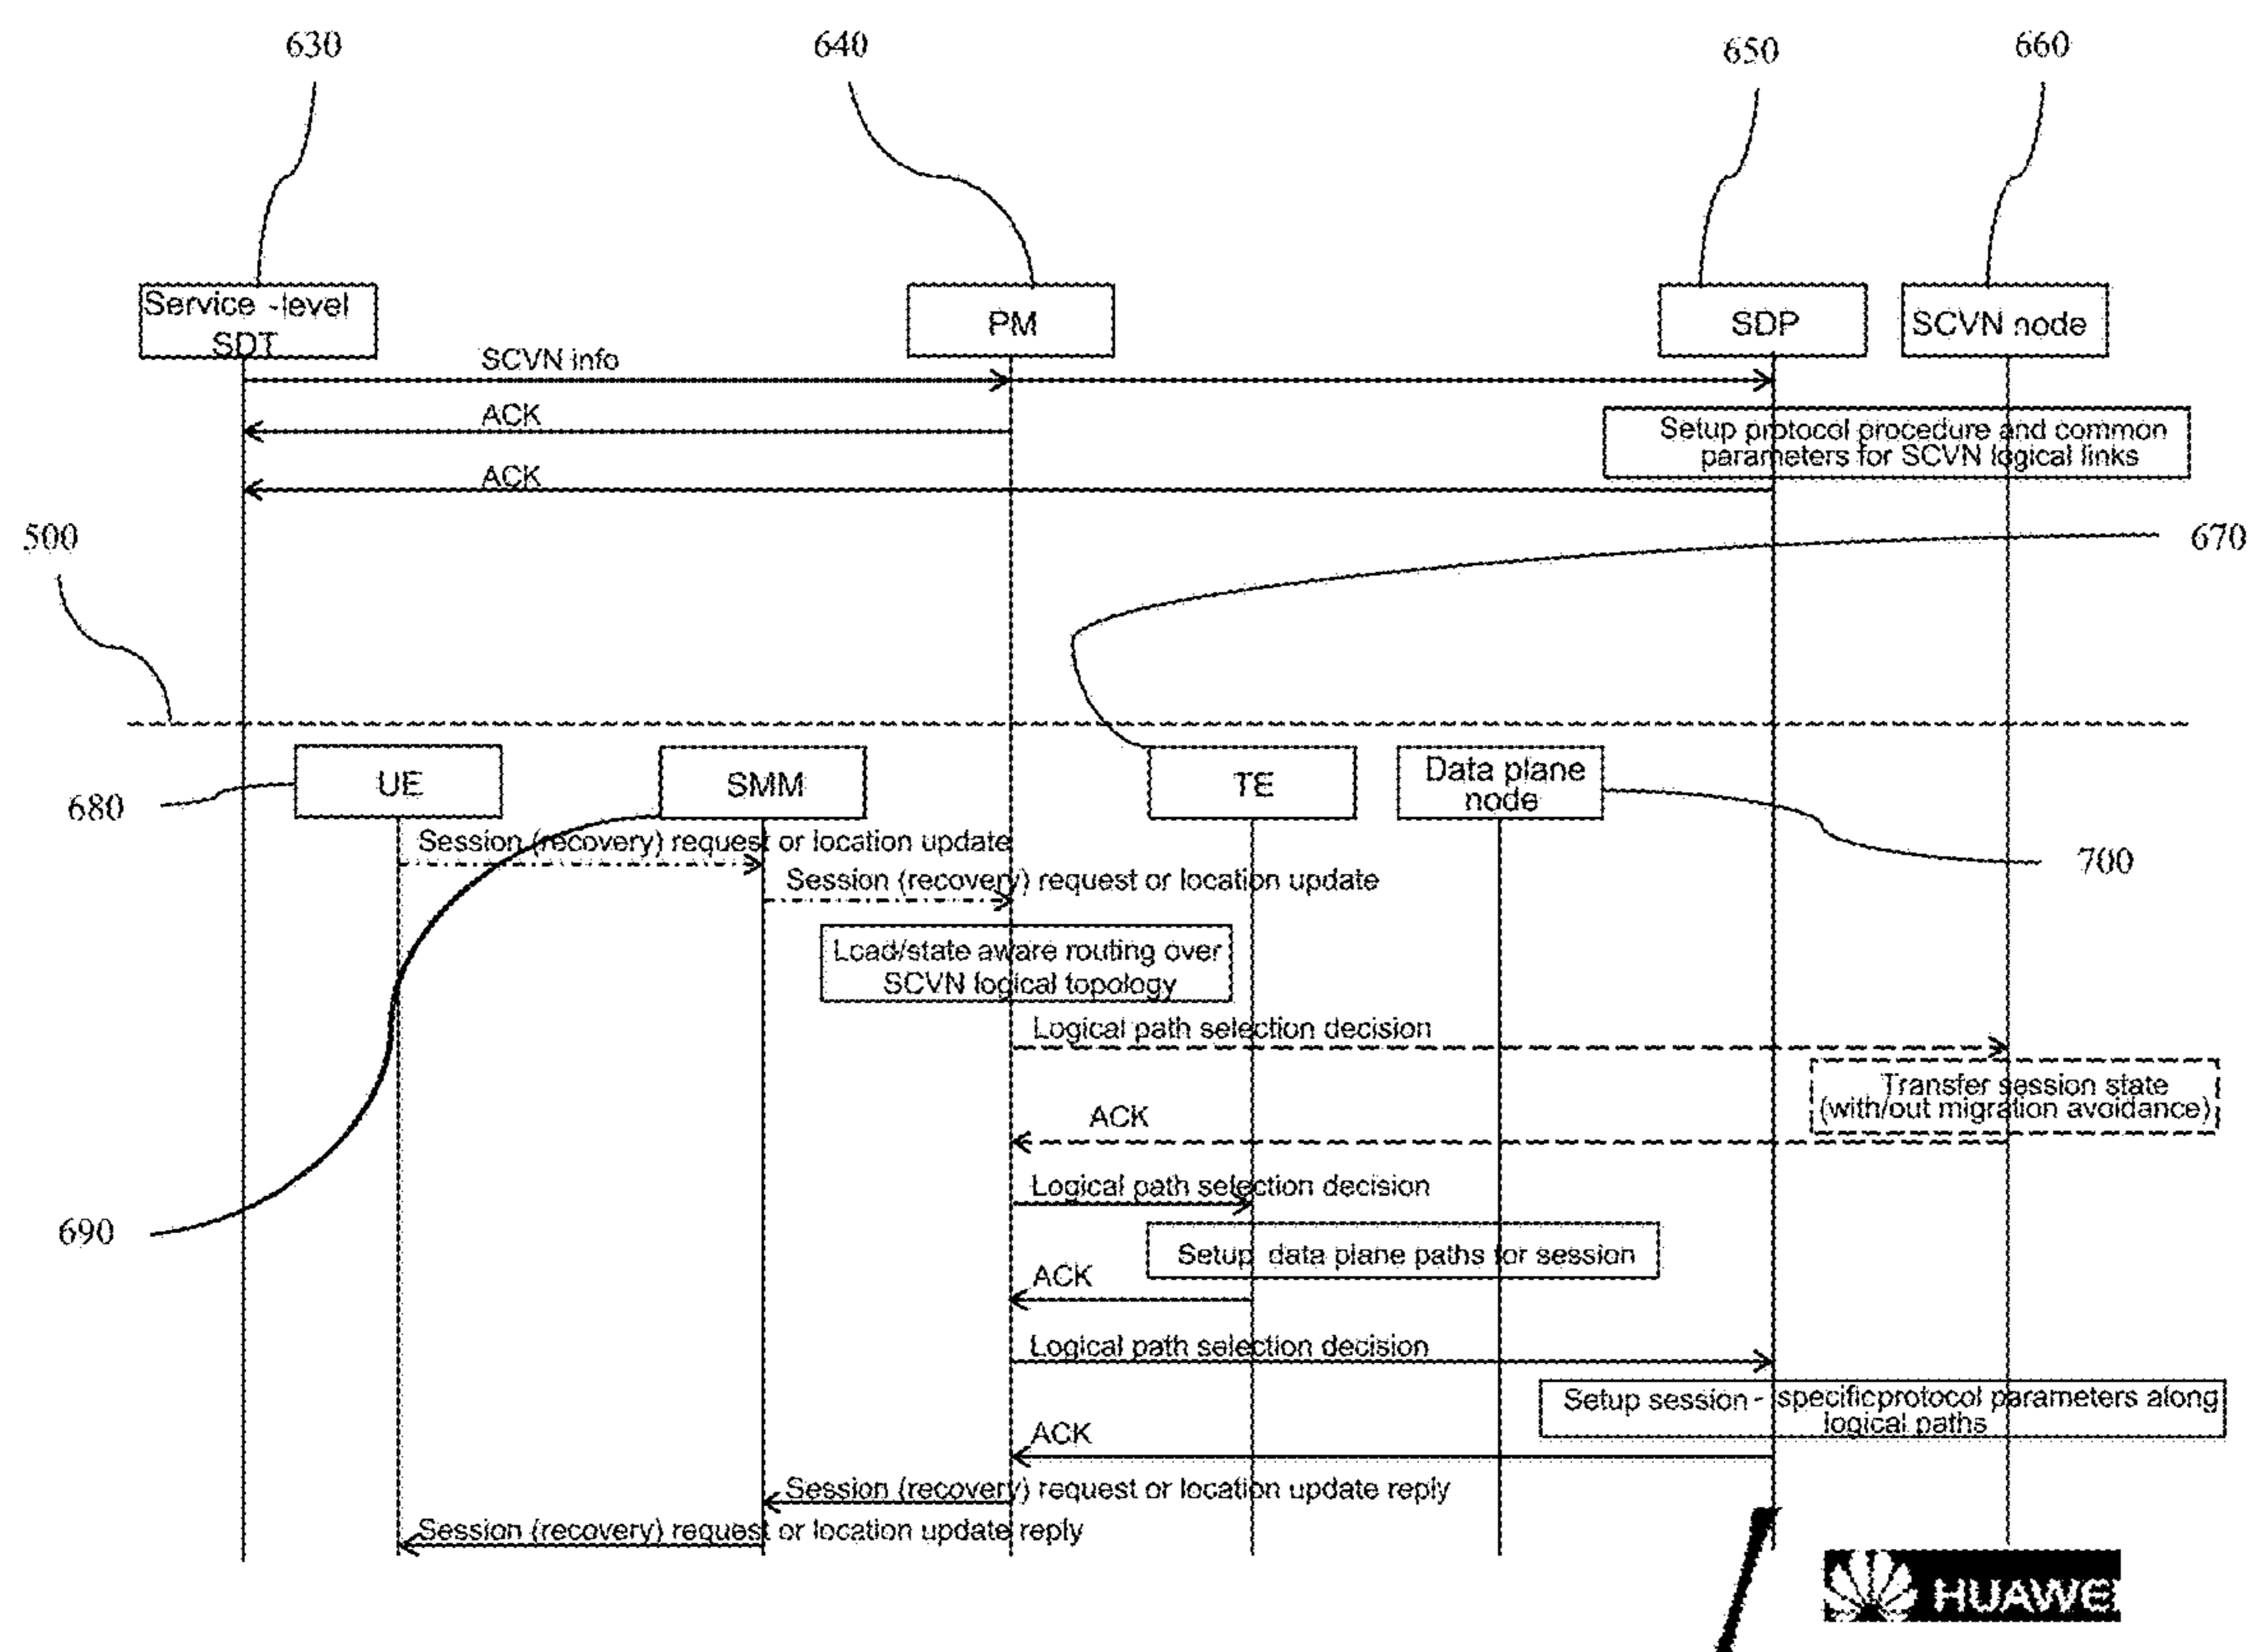 630
640
650
660
Service -level
SDT
PM
SDP
SCVN node
SCVN info
ACK
Setup protocol procedure and common
parameters for SCVN logical links
ACK
500
670
UE
SMM
TE
Data plane
node
680
Session (recovery) request or location update
700
Session (recovery) request or location update
Load/state aware routing over
SCVN logical topology
Logical path selection decision
Transfer session state
(with/out migration avoidance)
ACK
Logical path selection decision
690
Setup data plane paths for session
ACK
Logical path selection decision
Setup session - specificprotocol parameters along
logical paths
ACK
Session (recovery) request or location update reply
Session (recovery) request or location update reply
HUAWE